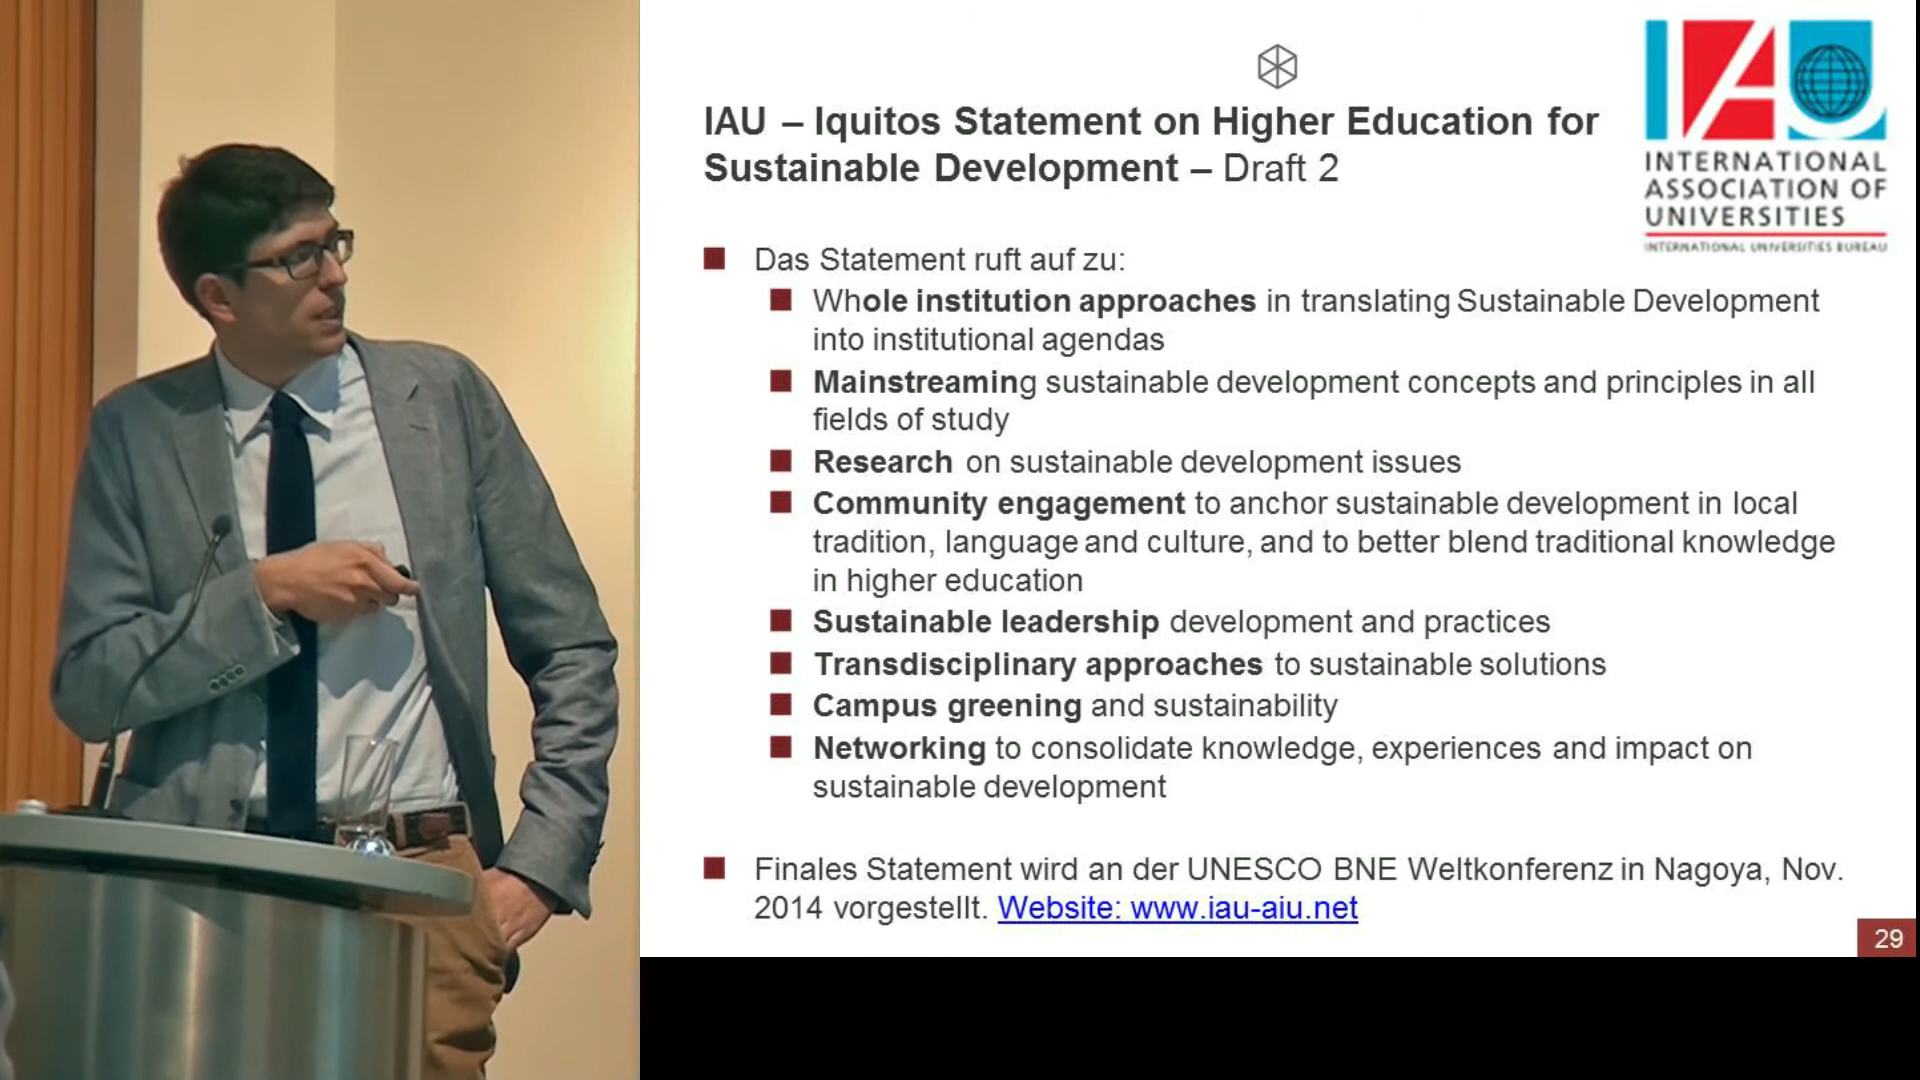 IAU – Iquitos Statement on Higher Education for
Sustainable Development – Draft 2
INTERNATIONAL
ASSOCIATION OF
UNIVERSITIES
INTERNATIONAL UNIVERSITIES BUREAU
Das Statement ruft auf zu:
Whole institution approaches in translating Sustainable Development
into institutional agendas
Mainstreaming sustainable development concepts and principles in all
fields of study
Research on sustainable development issues
Community engagement to anchor sustainable development in local
tradition, language and culture, and to better blend traditional knowledge
in higher education
Sustainable leadership development and practices
Transdisciplinary approaches to sustainable solutions
Campus greening and sustainability
Networking to consolidate knowledge, experiences and impact on
sustainable development
Finales Statement wird an der UNESCO BNE Weltkonferenz in Nagoya, Nov.
2014 vorgestellt. Website: www.iau-aiu.net
29
IAU